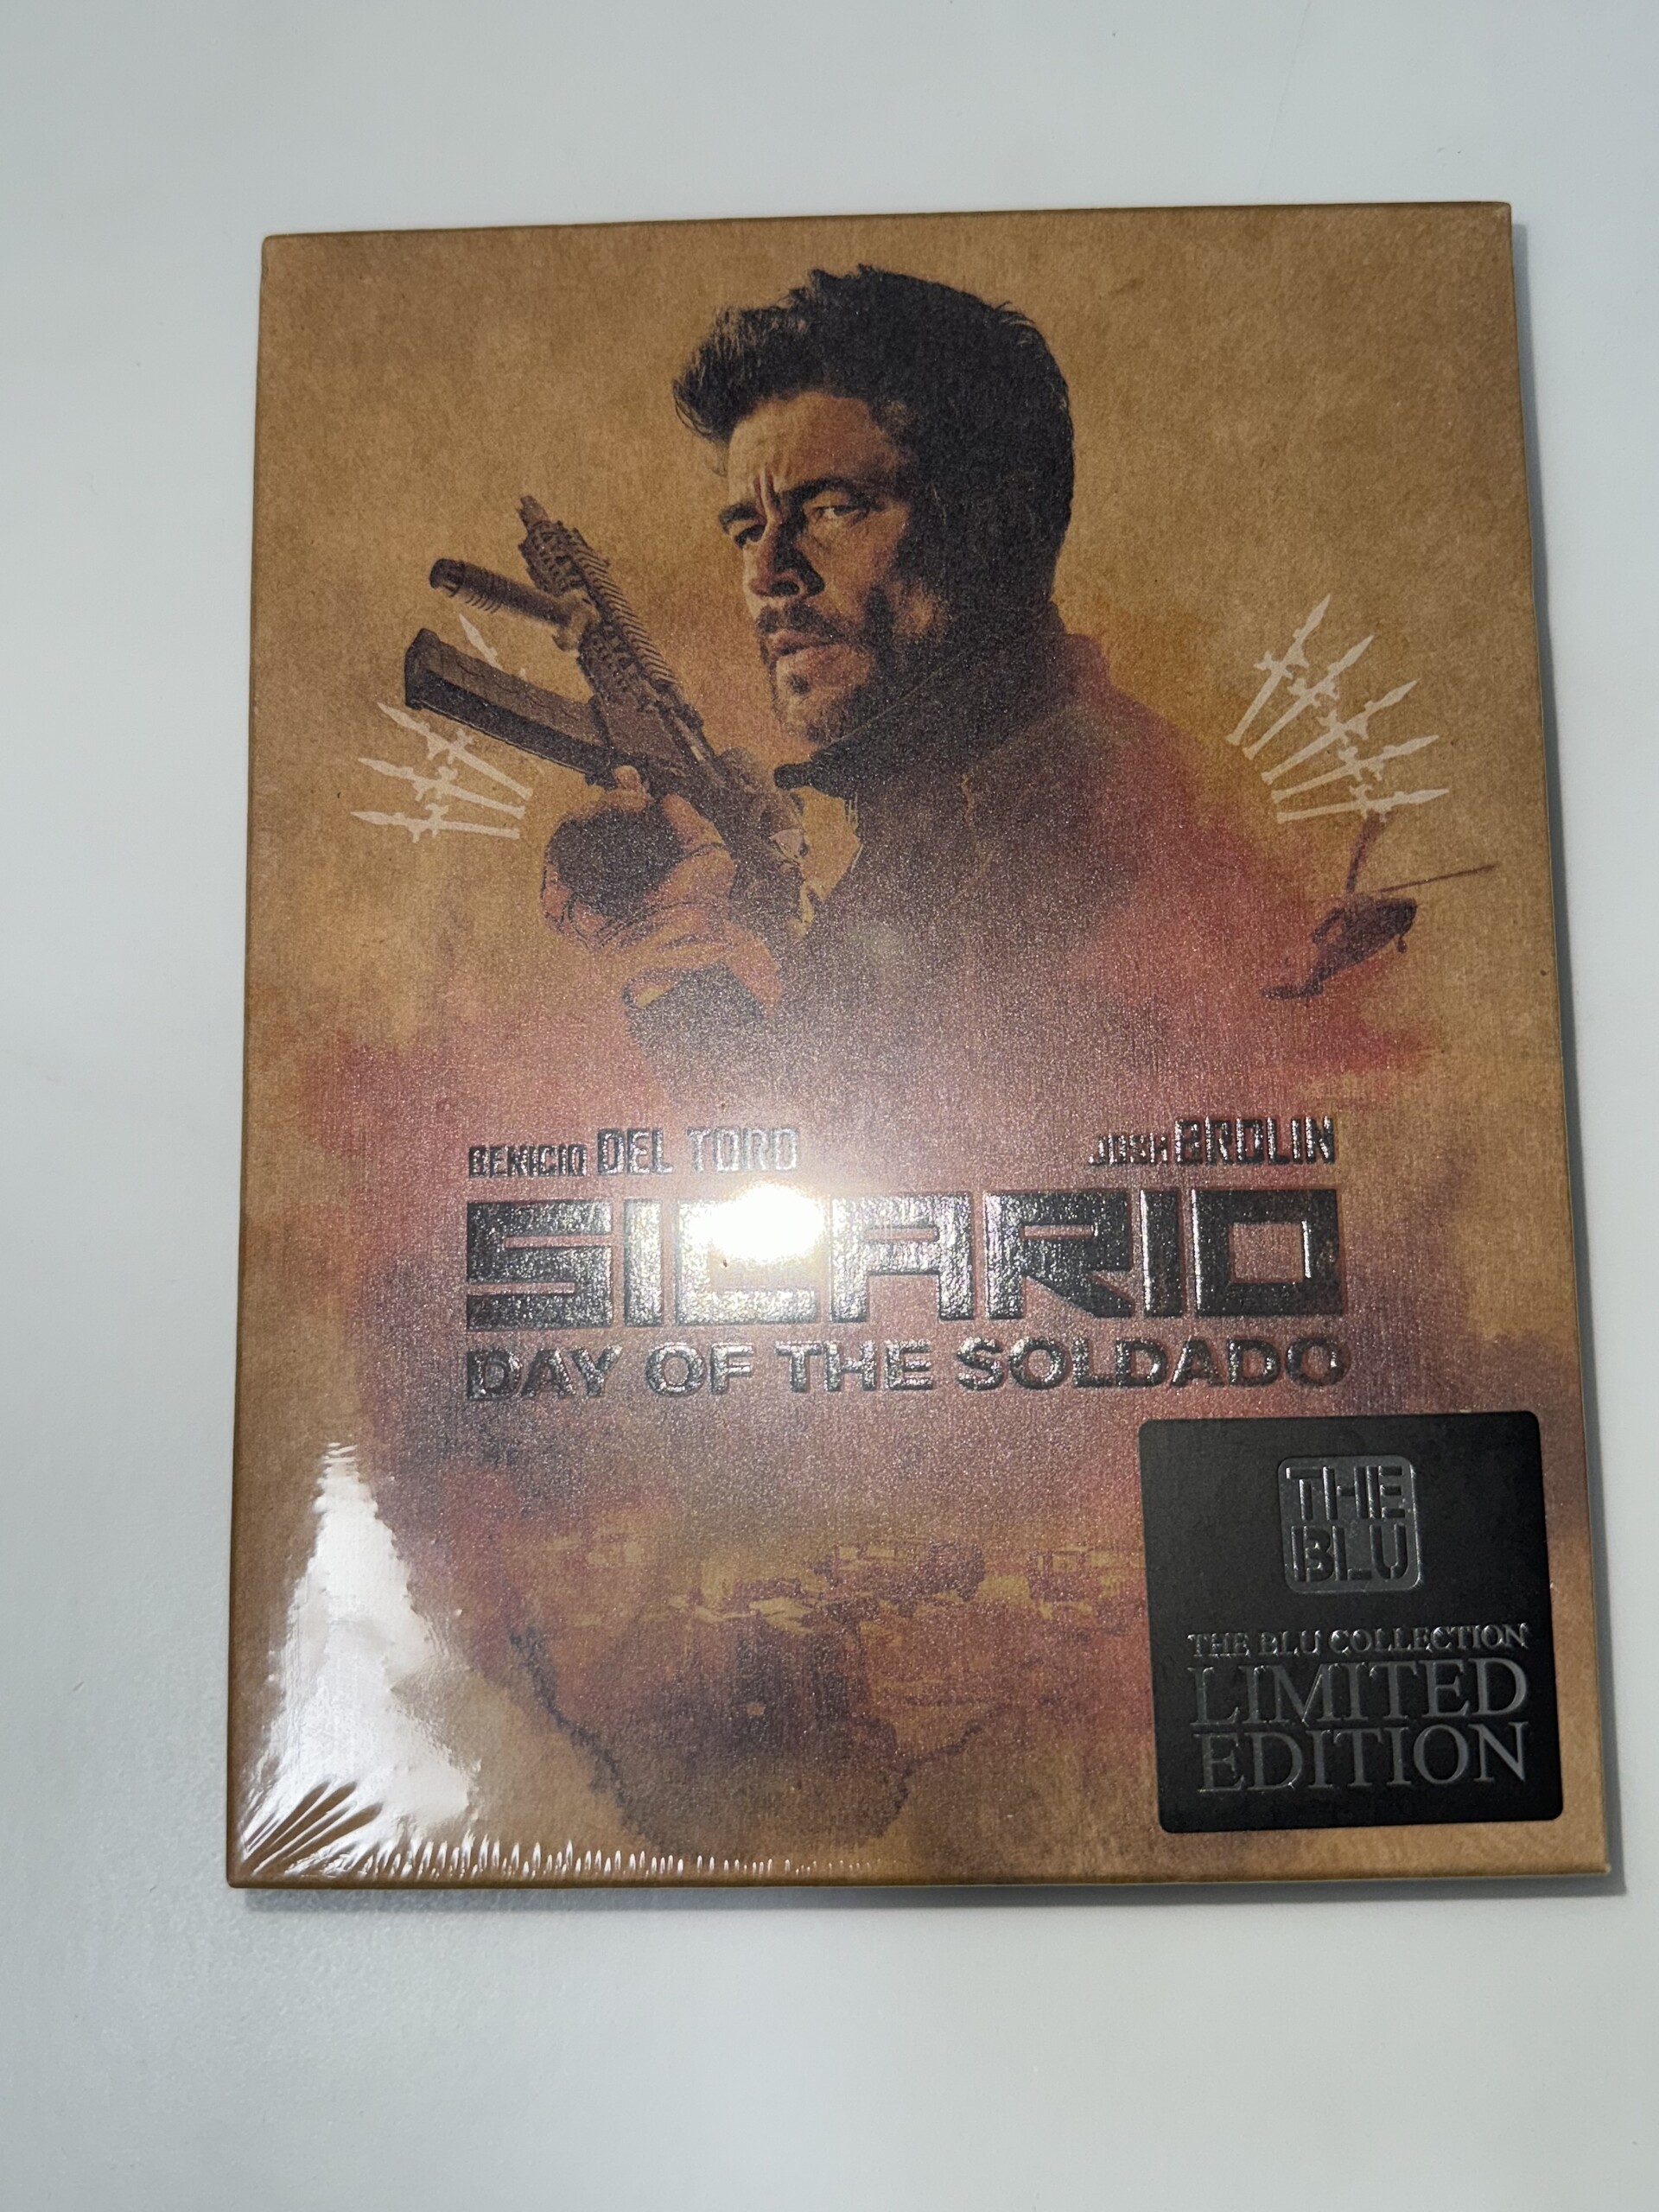 BENICIO DEL TORO
JOSH BROLIN
SICARIO
DAY OF THE SOLDADO
THE
BLU
THE BLU COLLECTION
LIMITED
EDITION